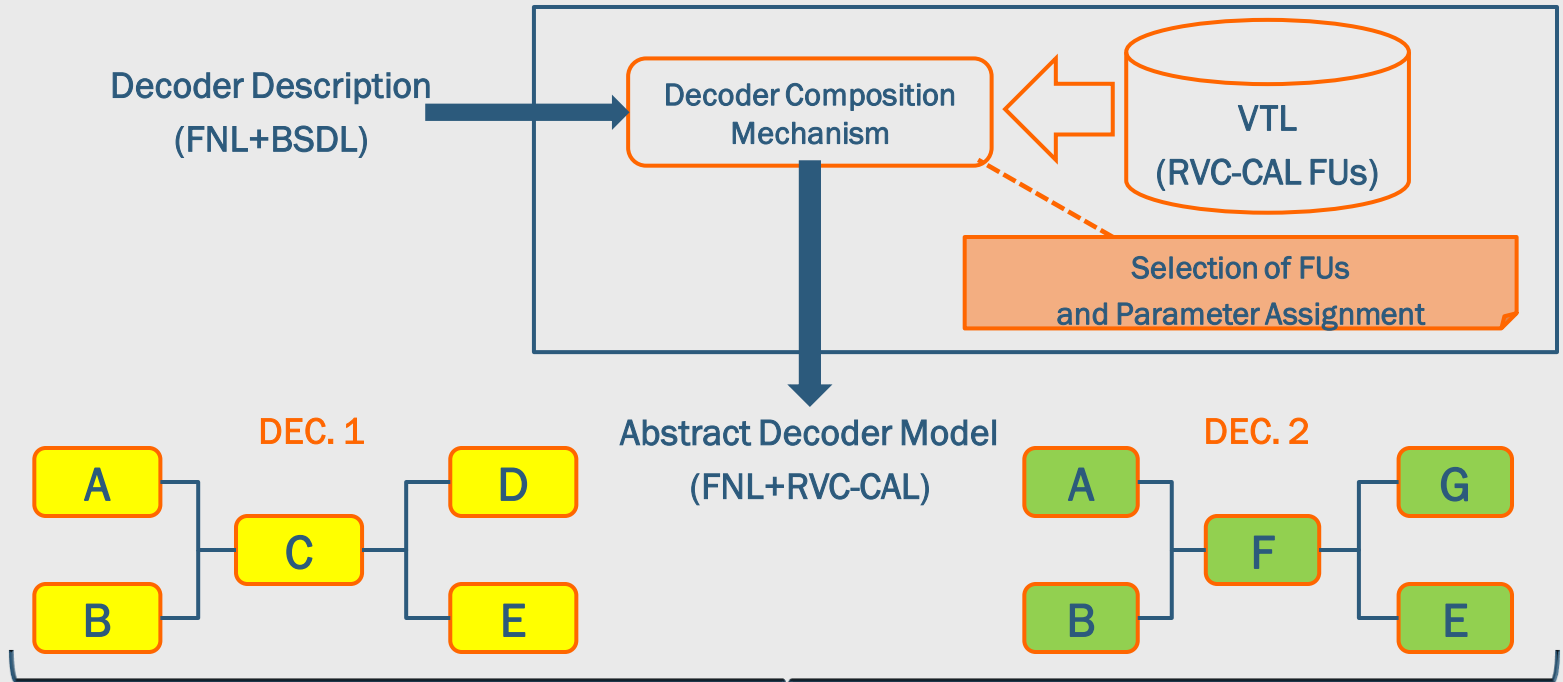 Decoder Description
(FNL+BSDL)
Decoder Composition
Mechanism
VTL
(RVC-CAL FUs)
Selection of FUs
and Parameter Assignment
DEC. 1
A
B
C
D
E
Abstract Decoder Model
(FNL+RVC-CAL)
DEC. 2
A
B
F
G
E